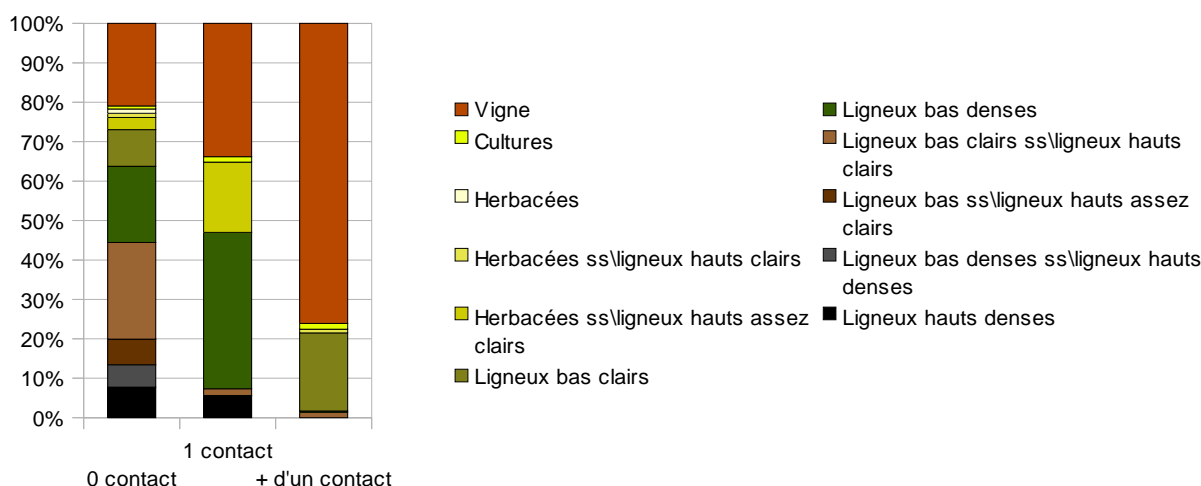 100%
90%
80%
70%
60%
50%
40%
30%
20%
10%
0%
0 contact
1 contact
+ d'un contact
Vigne
Cultures
Herbacées
Herbacées ss\ligneux hauts clairs
Herbacées ss\ligneux hauts assez
clairs
Ligneux bas clairs
Ligneux bas denses
Ligneux bas clairs ss\ligneux hauts
clairs
Ligneux bas ss\ligneux hauts assez
clairs
Ligneux bas denses ss\ligneux hauts
denses
Ligneux hauts denses